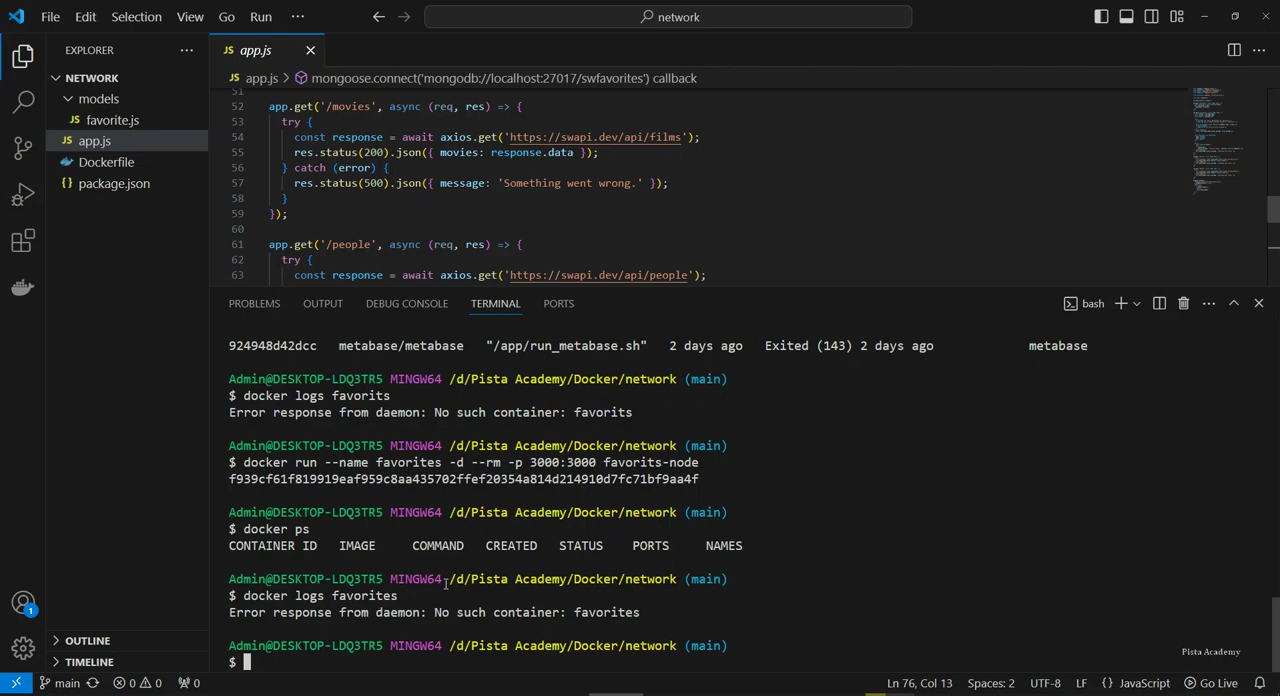 File Edit Selection View Go Run ··· network
EXPLORER ···
NETWORK
models
favorite.js
app.js
Dockerfile
package.json
OUTLINE
TIMELINE
JS app.js
JS app.js > mongoose.connect('mongodb://localhost:27017/swfavorites') callback
51
52 app.get('/movies', async (req, res) => {
53 try {
54 const response = await axios.get('https://swapi.dev/api/films');
55 res.status(200).json({ movies: response.data });
56 } catch (error) {
57 res.status(500).json({ message: 'Something went wrong.' });
58 }
59 });
60
61 app.get('/people', async (req, res) => {
62 try {
63 const response = await axios.get('https://swapi.dev/api/people');
PROBLEMS OUTPUT DEBUG CONSOLE TERMINAL PORTS bash
924948d42dcc metabase/metabase "/app/run_metabase.sh" 2 days ago Exited (143) 2 days ago metabase
Admin@DESKTOP-LDQ3TR5 MINGW64 /d/Pista Academy/Docker/network (main)
$ docker logs favorits
Error response from daemon: No such container: favorits
Admin@DESKTOP-LDQ3TR5 MINGW64 /d/Pista Academy/Docker/network (main)
$ docker run --name favorites -d --rm -p 3000:3000 favorits-node
f939cf61f819919eaf959c8aa435702ffef20354a814d214910d7fc71bf9aa4f
Admin@DESKTOP-LDQ3TR5 MINGW64 /d/Pista Academy/Docker/network (main)
$ docker ps
CONTAINER ID IMAGE COMMAND CREATED STATUS PORTS NAMES
Admin@DESKTOP-LDQ3TR5 MINGW64 /d/Pista Academy/Docker/network (main)
$ docker logs favorites
Error response from daemon: No such container: favorites
Admin@DESKTOP-LDQ3TR5 MINGW64 /d/Pista Academy/Docker/network (main)
$
Pista Academy
1
main 0 0 0 Ln 76, Col 13 Spaces: 2 UTF-8 LF {} JavaScript Go Live